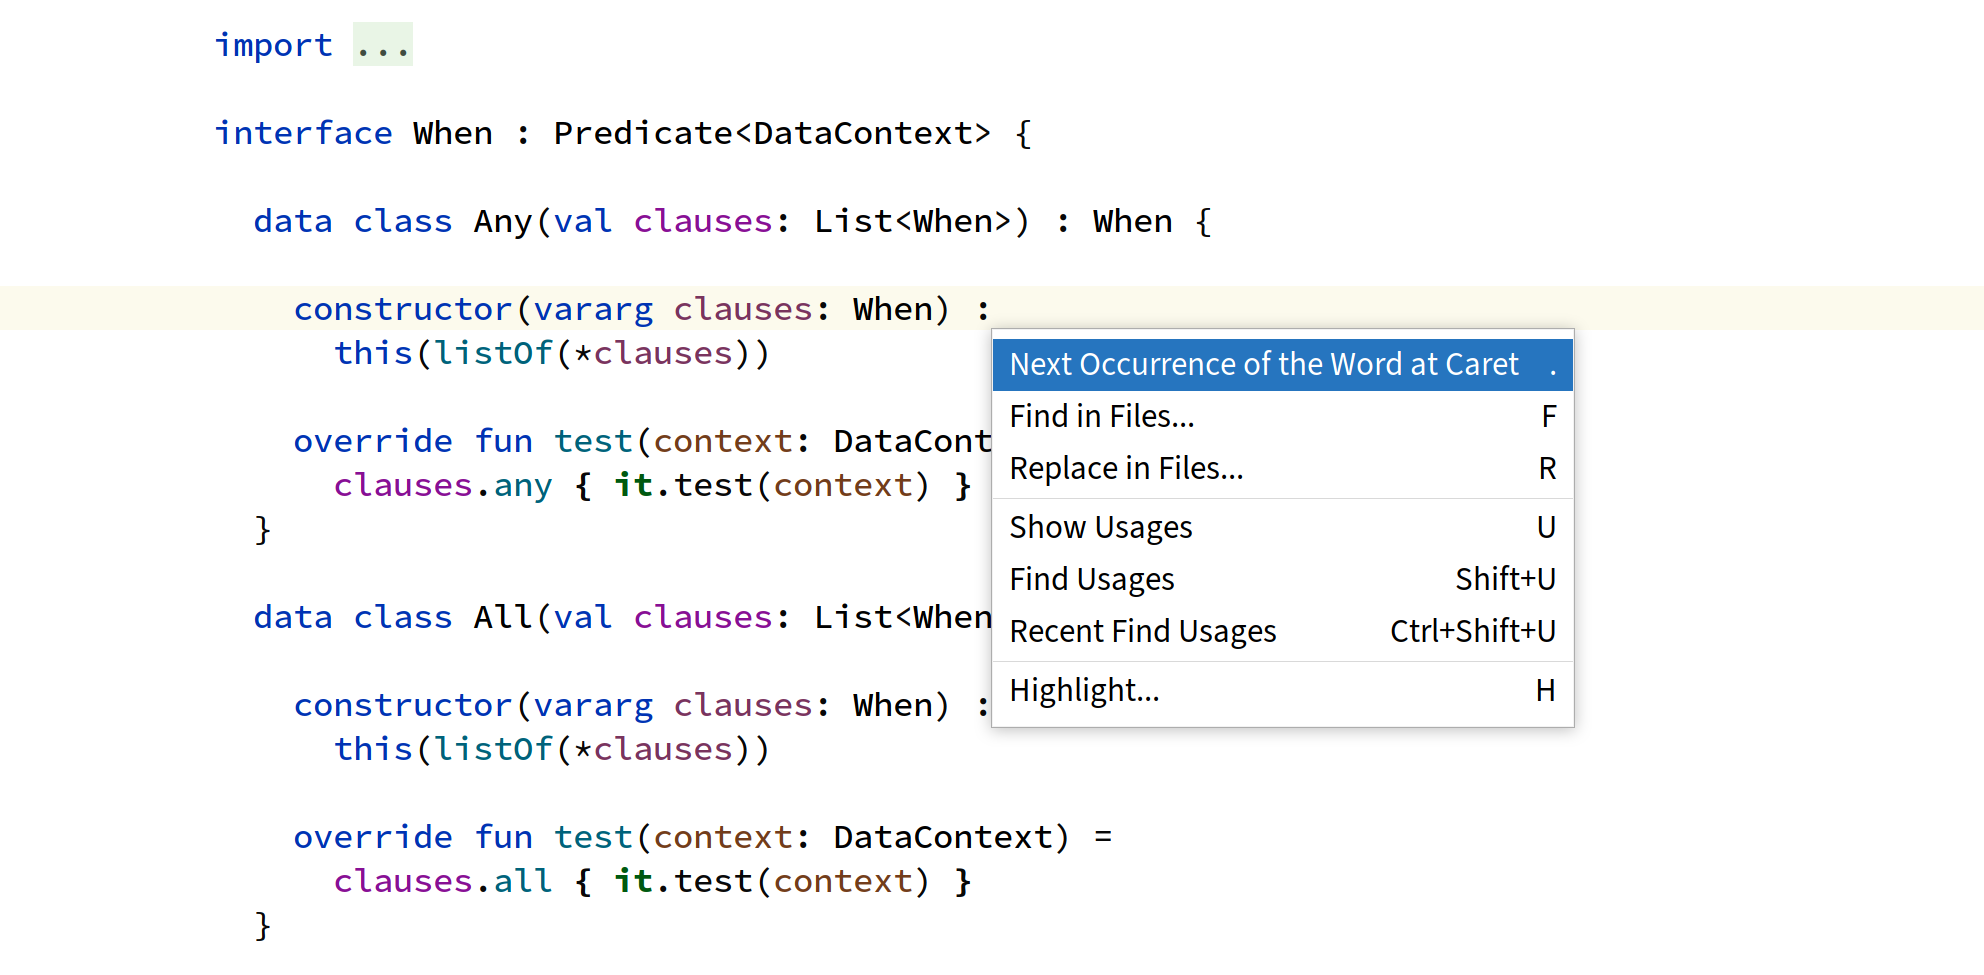 import ...
interface When : Predicate<DataContext> {
data class Any(val clauses: List<When>) : When {
constructor(vararg clauses: When) :
this(listOf(*clauses))
override fun test(context: DataCont
clauses.any { it.test(context) }
}
data class All(val clauses: List<When
constructor(vararg clauses: When) :
this(listOf(*clauses))
override fun test(context: DataContext) =
clauses.all { it.test(context) }
}
Next Occurrence of the Word at Caret .
Find in Files... F
Replace in Files... R
Show Usages U
Find Usages Shift+U
Recent Find Usages Ctrl+Shift+U
Highlight... H